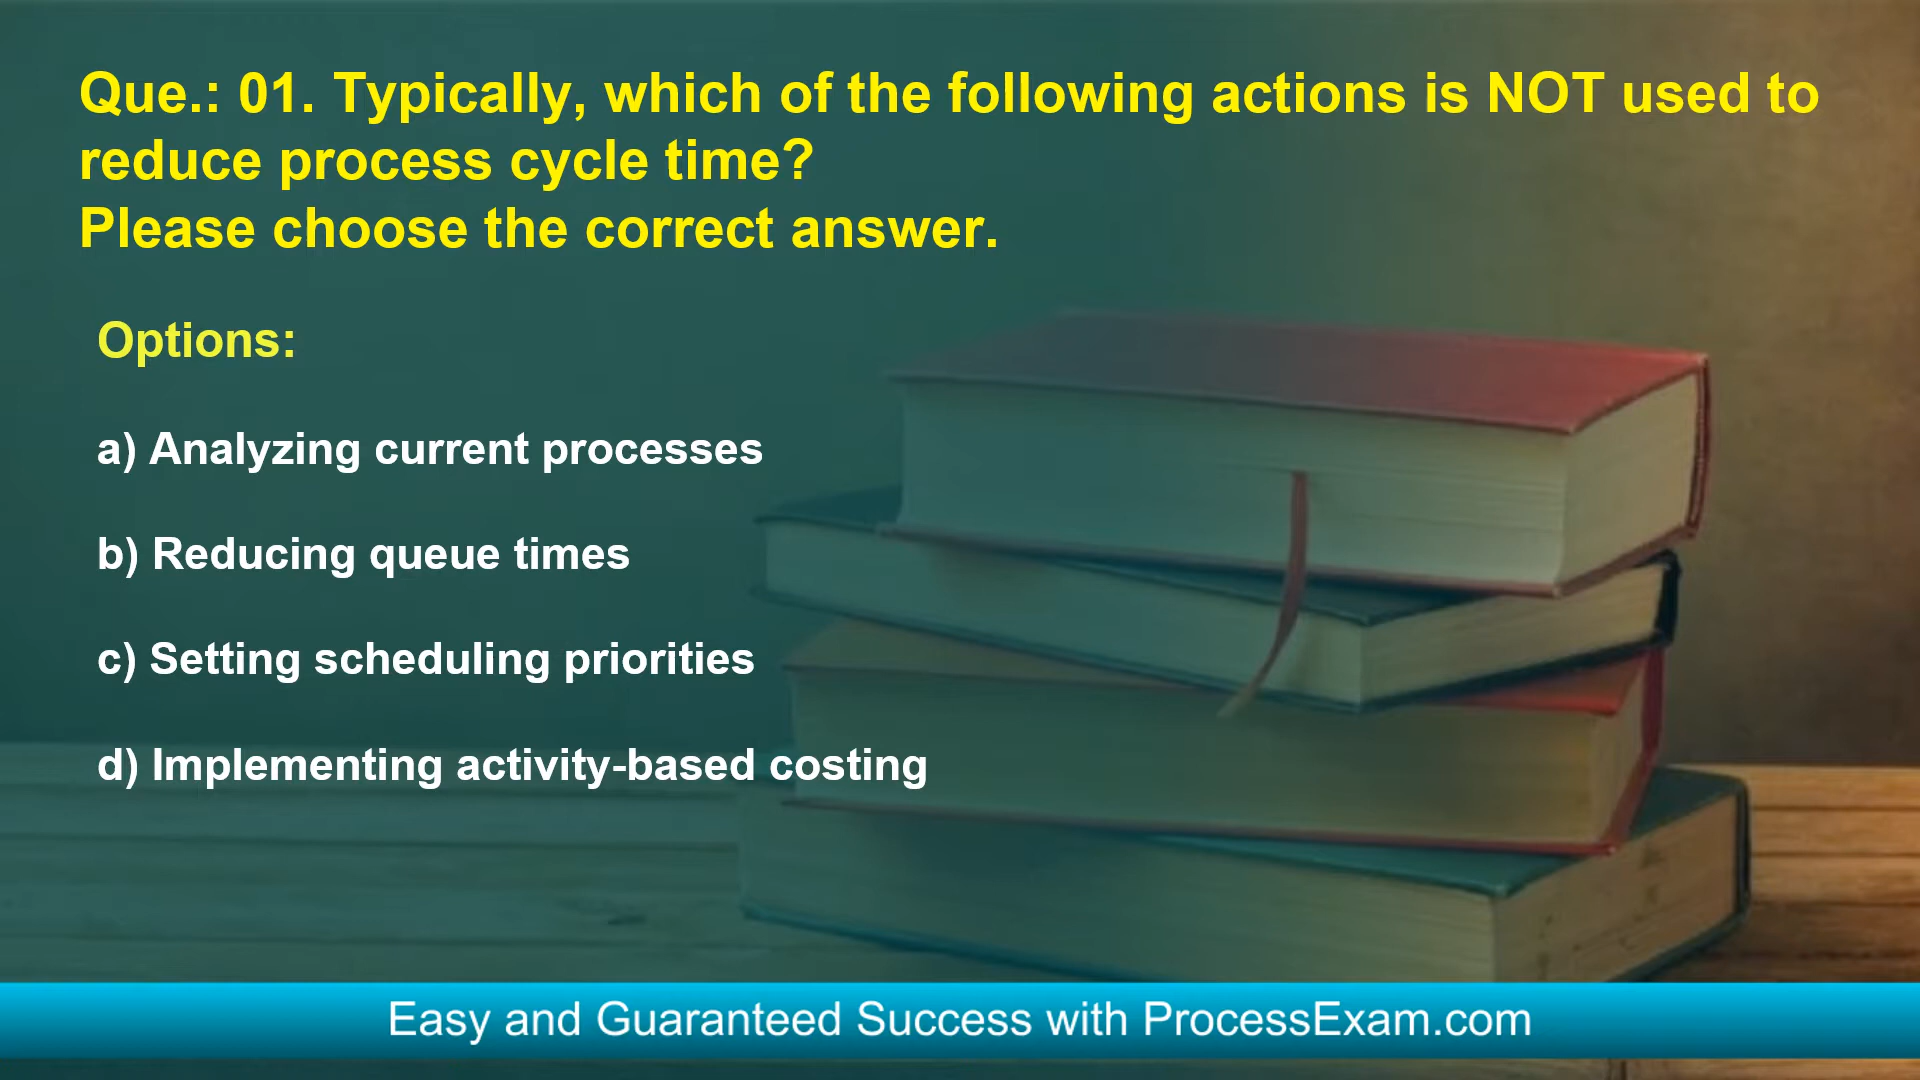 Que.: 01. Typically, which of the following actions is NOT used to
reduce process cycle time?
Please choose the correct answer.
Options:
a) Analyzing current processes
b) Reducing queue times
c) Setting scheduling priorities
d) Implementing activity-based costing
Easy and Guaranteed Success with ProcessExam.com